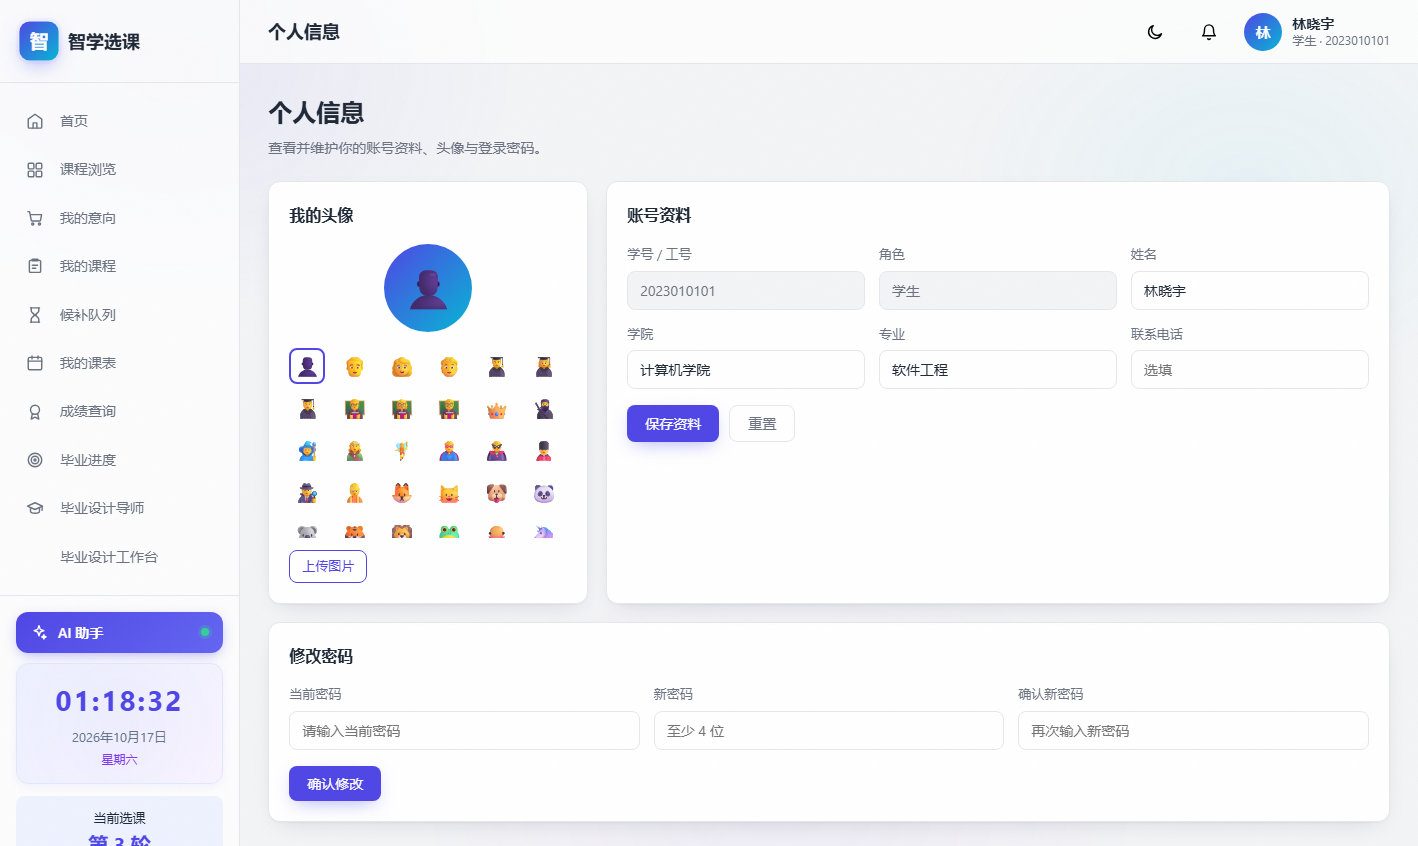 智 智学选课
首页
课程浏览
我的意向
我的课程
候补队列
我的课表
成绩查询
毕业进度
毕业设计导师
毕业设计工作台
AI 助手
01:18:32
2026年10月17日
星期六
当前选课
第 3 轮
个人信息
林
林晓宇
学生 · 2023010101
个人信息
查看并维护你的账号资料、头像与登录密码。
我的头像
上传图片
账号资料
学号 / 工号
2023010101
角色
学生
姓名
林晓宇
学院
计算机学院
专业
软件工程
联系电话
选填
保存资料
重置
修改密码
当前密码
请输入当前密码
新密码
至少 4 位
确认新密码
再次输入新密码
确认修改